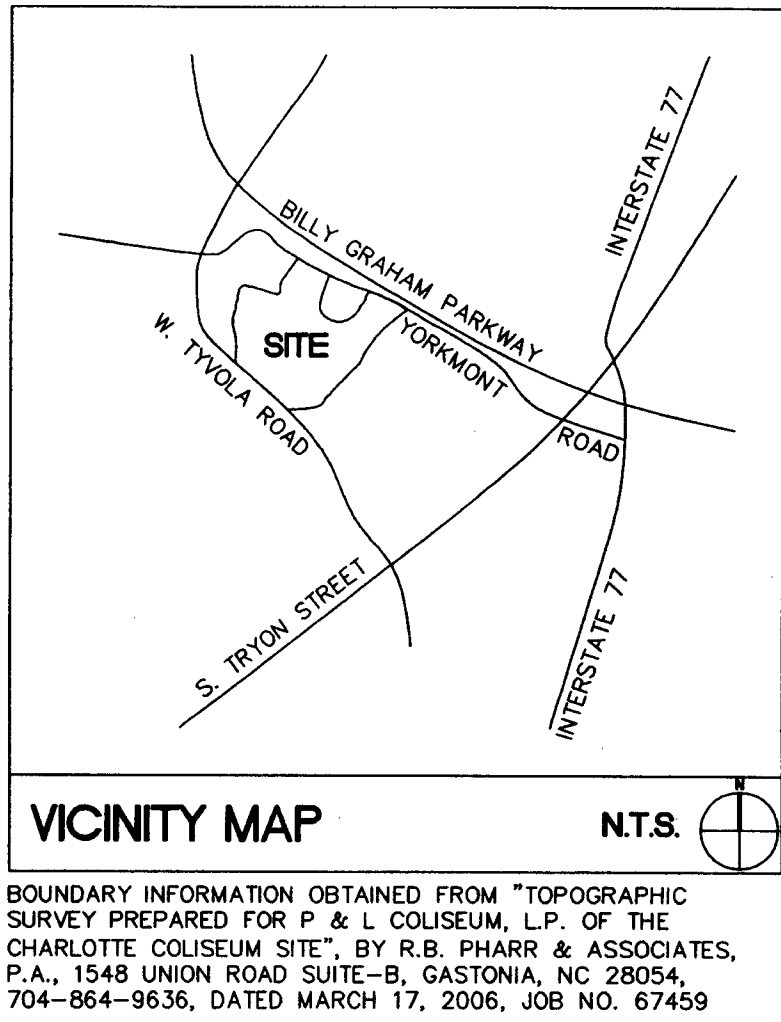 INTERSTATE 77
BILLY GRAHAM PARKWAY
YORKMONT
ROAD
SITE
W. TYVOLA ROAD
S. TRYON STREET
INTERSTATE 77
VICINITY MAP
N.T.S.
N
BOUNDARY INFORMATION OBTAINED FROM "TOPOGRAPHIC
SURVEY PREPARED FOR P & L COLISEUM, L.P. OF THE
CHARLOTTE COLISEUM SITE", BY R.B. PHARR & ASSOCIATES,
P.A., 1548 UNION ROAD SUITE-B, GASTONIA, NC 28054,
704-864-9636, DATED MARCH 17, 2006, JOB NO. 67459